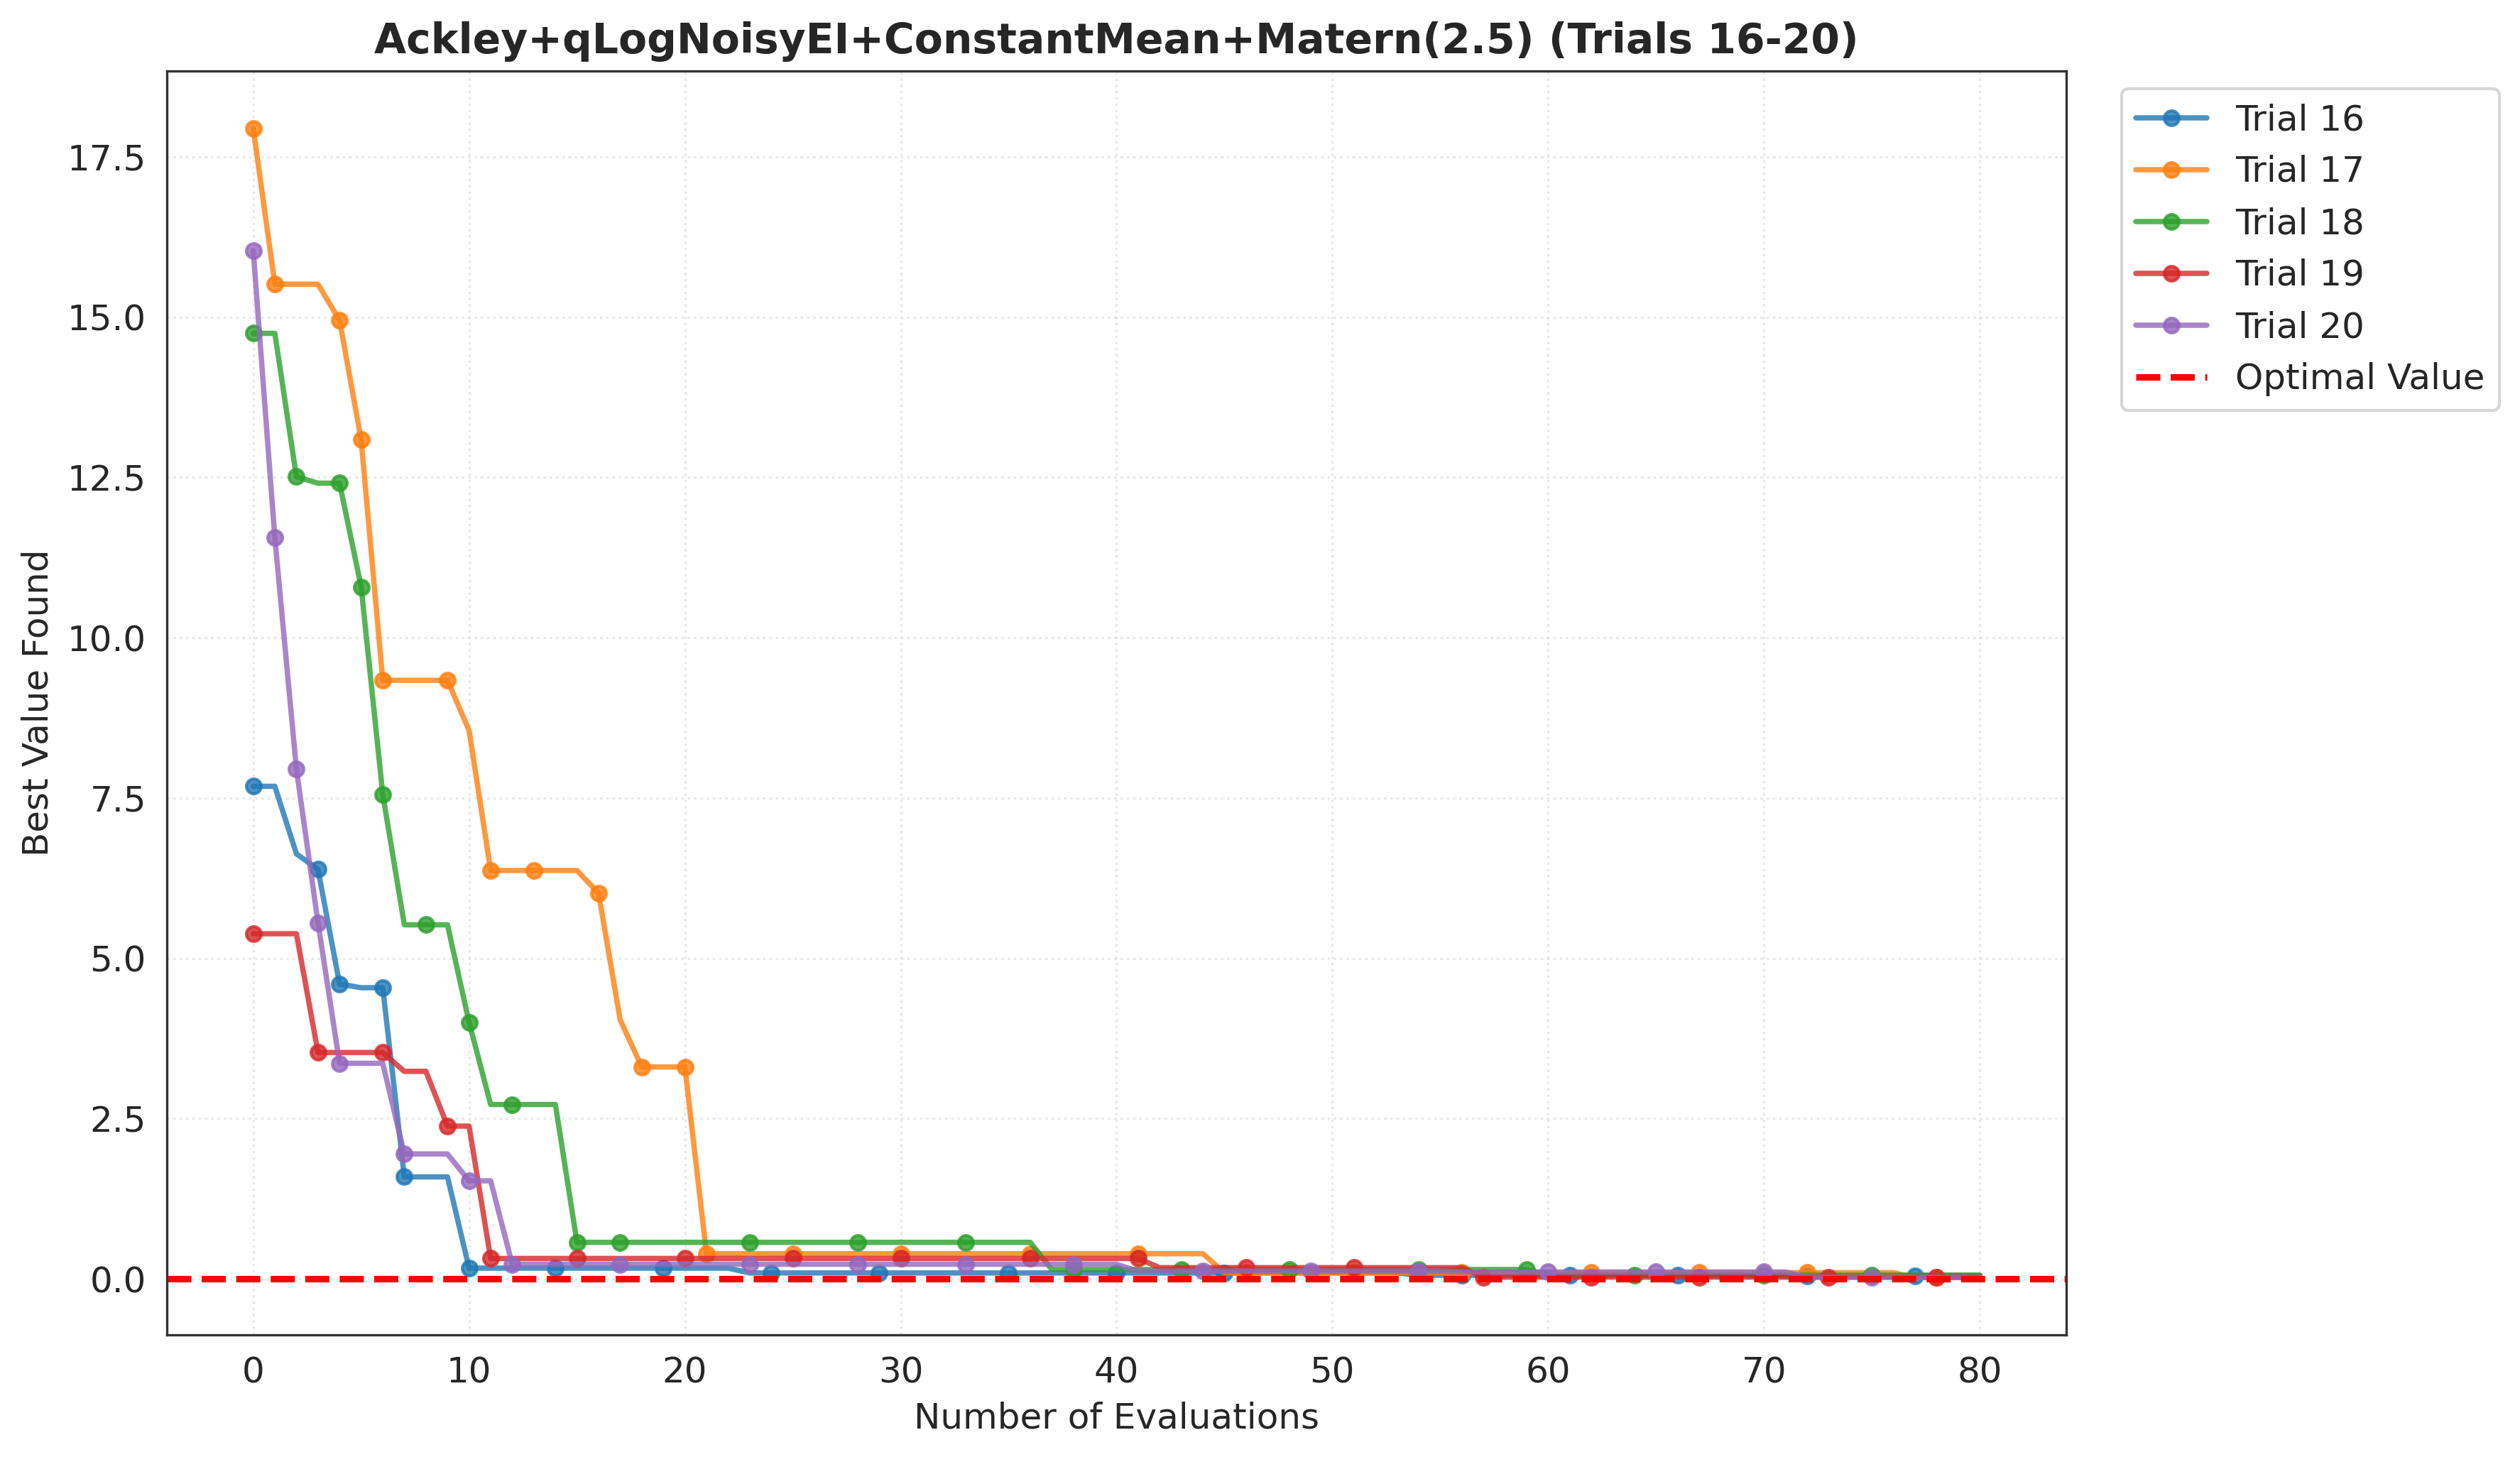 Ackley+qLogNoisyEI+ConstantMean+Matern(2.5) (Trials 16-20)
Best Value Found
17.5
15.0
12.5
10.0
7.5
5.0
2.5
0.0
0 10 20 30 40 50 60 70 80
Number of Evaluations
Trial 16
Trial 17
Trial 18
Trial 19
Trial 20
Optimal Value